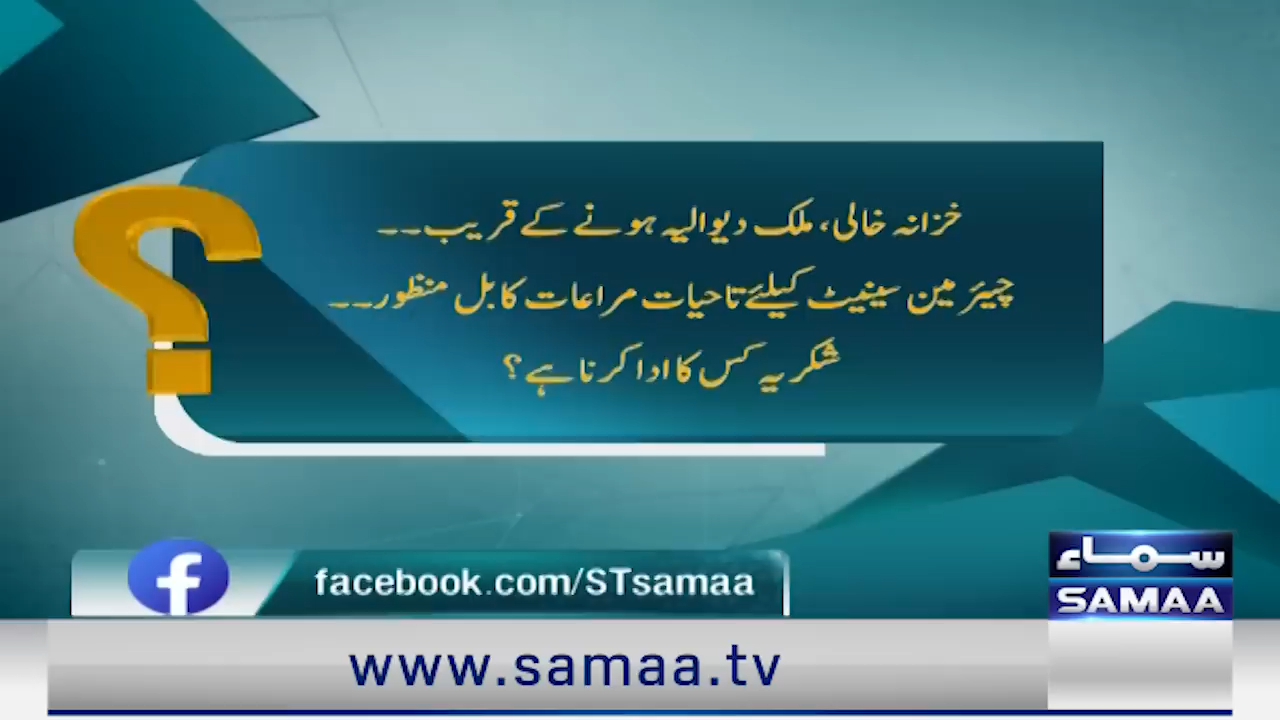 خزانہ خالی، ملک دیوالیہ ہونے کے قریب۔۔
چیئرمین سینیٹ کیلئے تاحیات مراعات کا بل منظور۔۔
شکریہ کس کا ادا کرنا ہے؟
facebook.com/STsamaa
سماء
SAMAA
www.samaa.tv